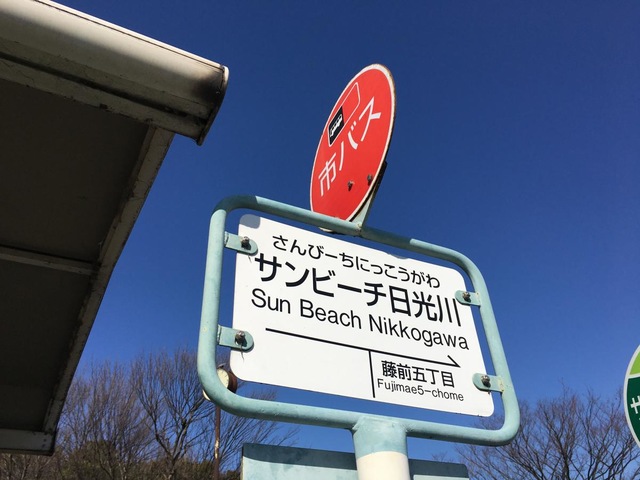 市バス
さんびーちにっこうがわ
サンビーチ日光川
Sun Beach Nikkogawa
藤前五丁目
Fujimae5-chome